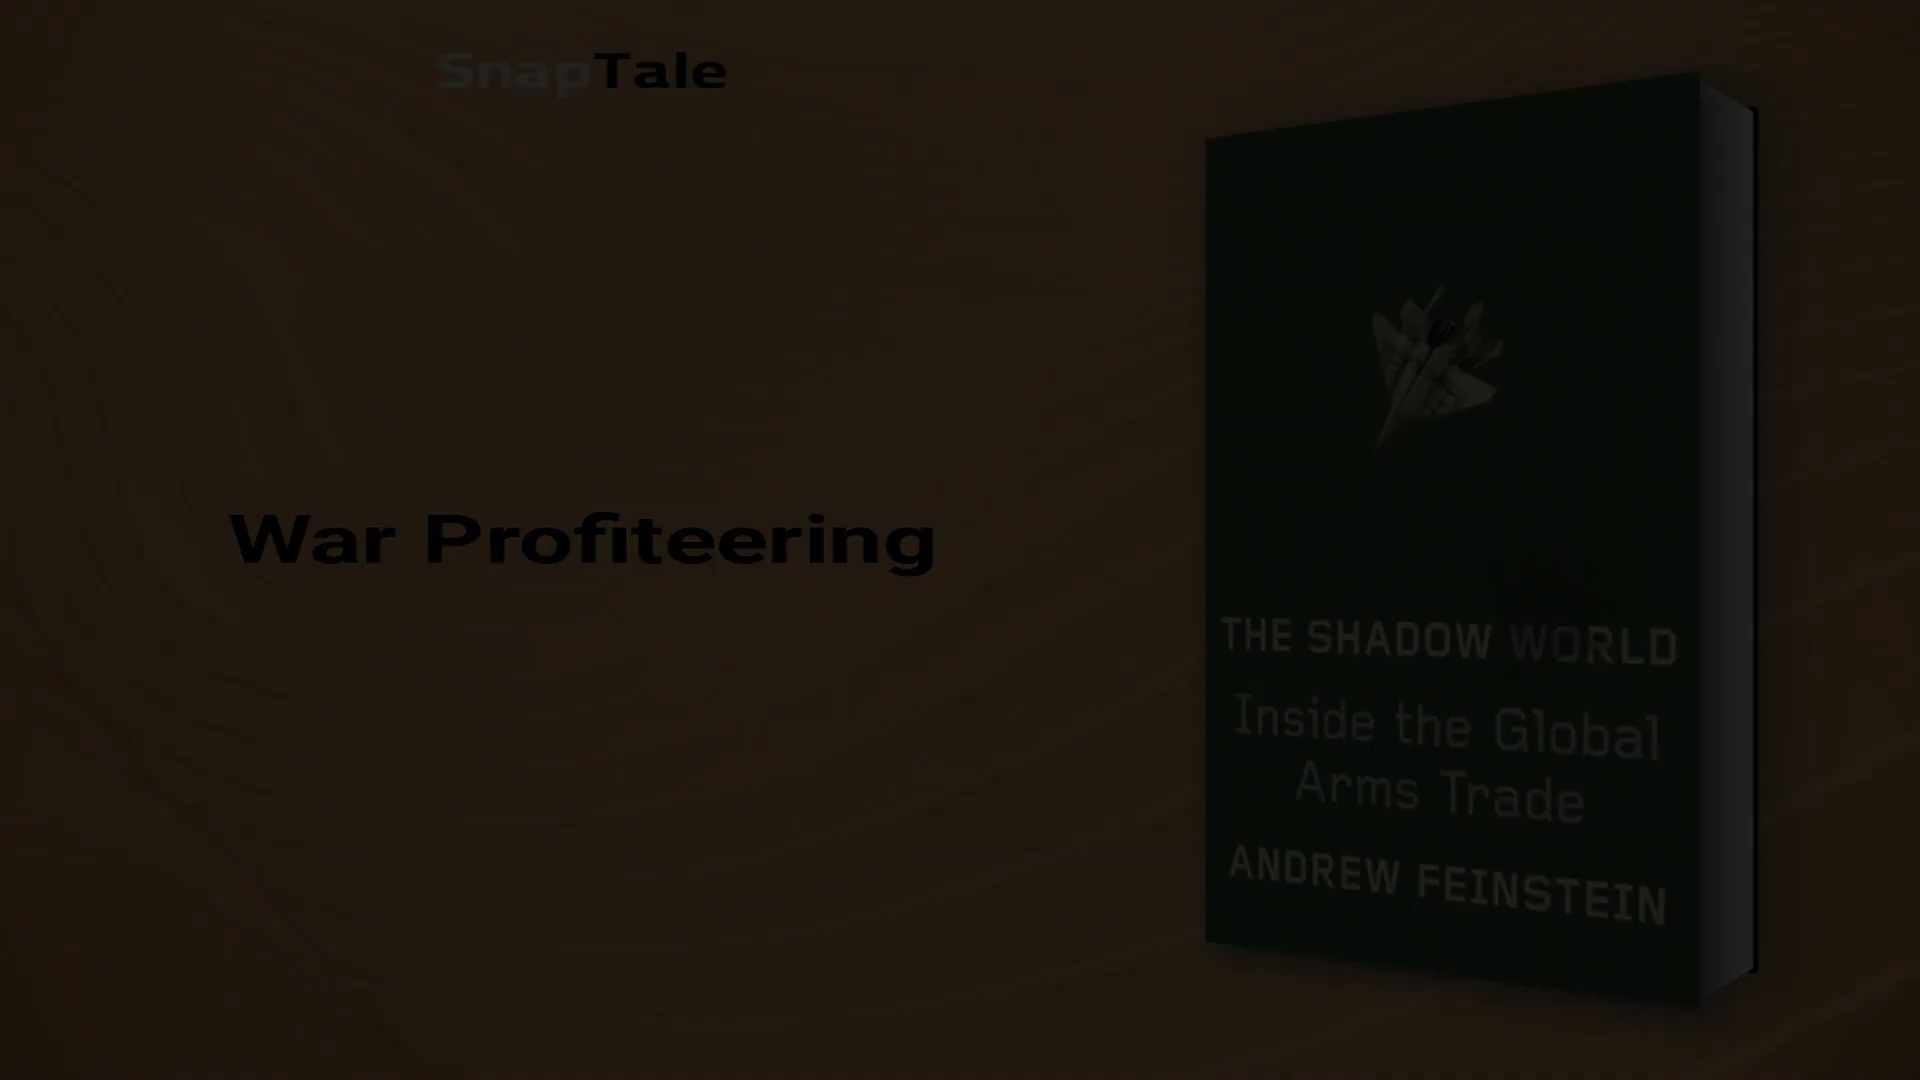 SnapTale
War Profiteering
THE SHADOW WORLD
Inside the Global
Arms Trade
ANDREW FEINSTEIN